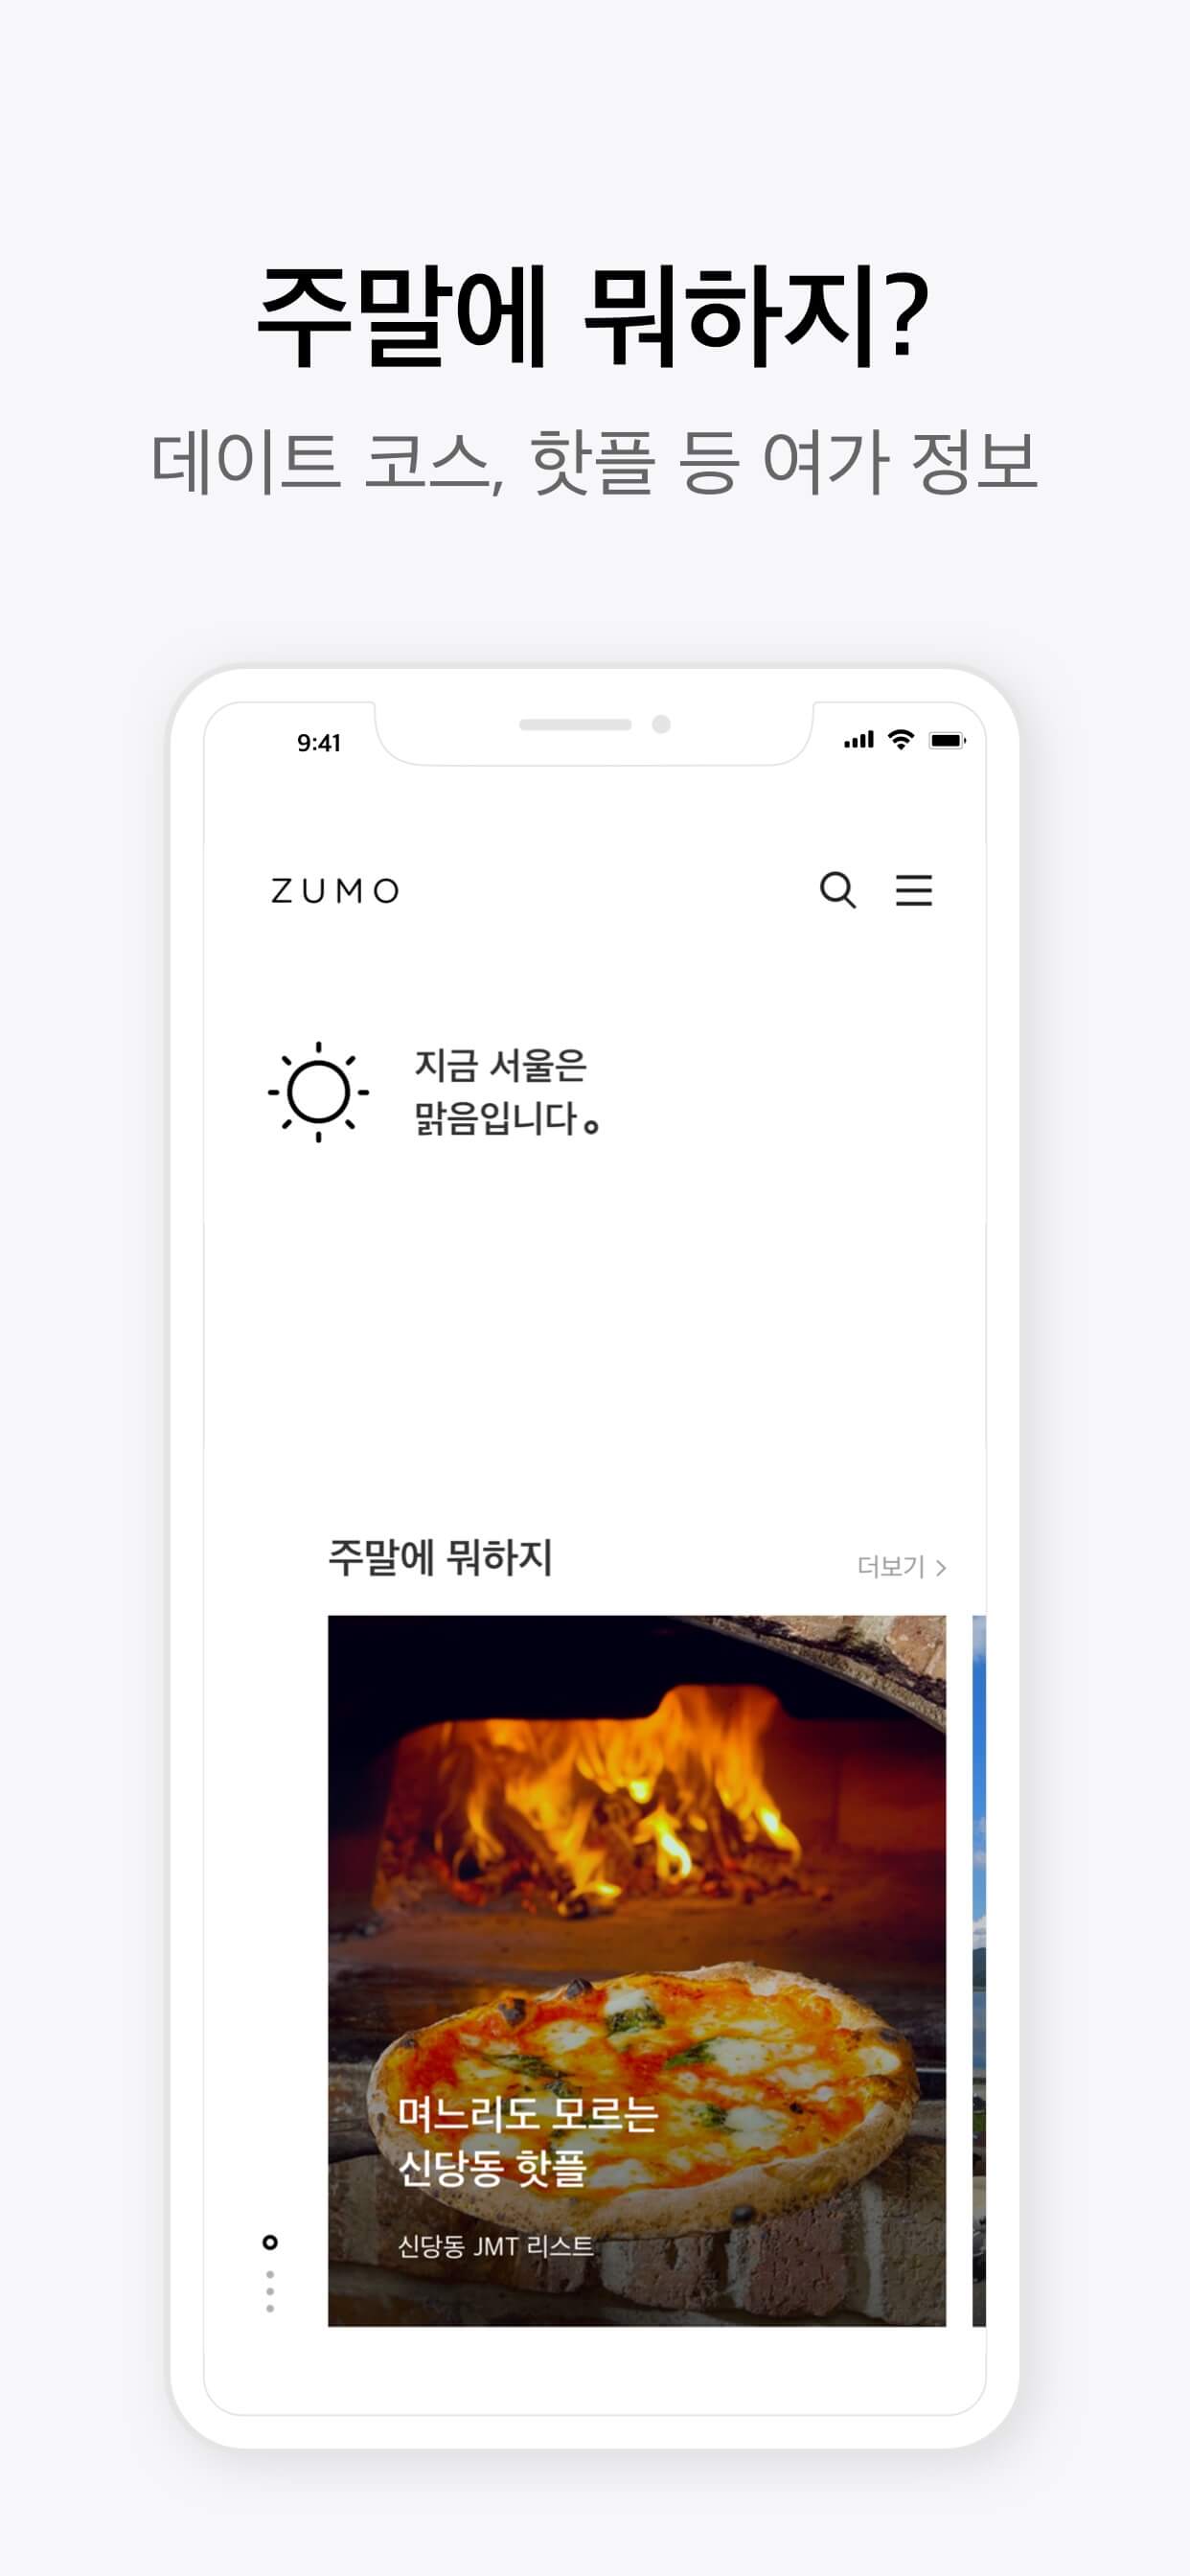 주말에 뭐하지?
데이트 코스, 핫플 등 여가 정보
9:41
ZUMO
지금 서울은
맑음입니다.
주말에 뭐하지
더보기 >
며느리도 모르는
신당동 핫플
신당동 JMT 리스트